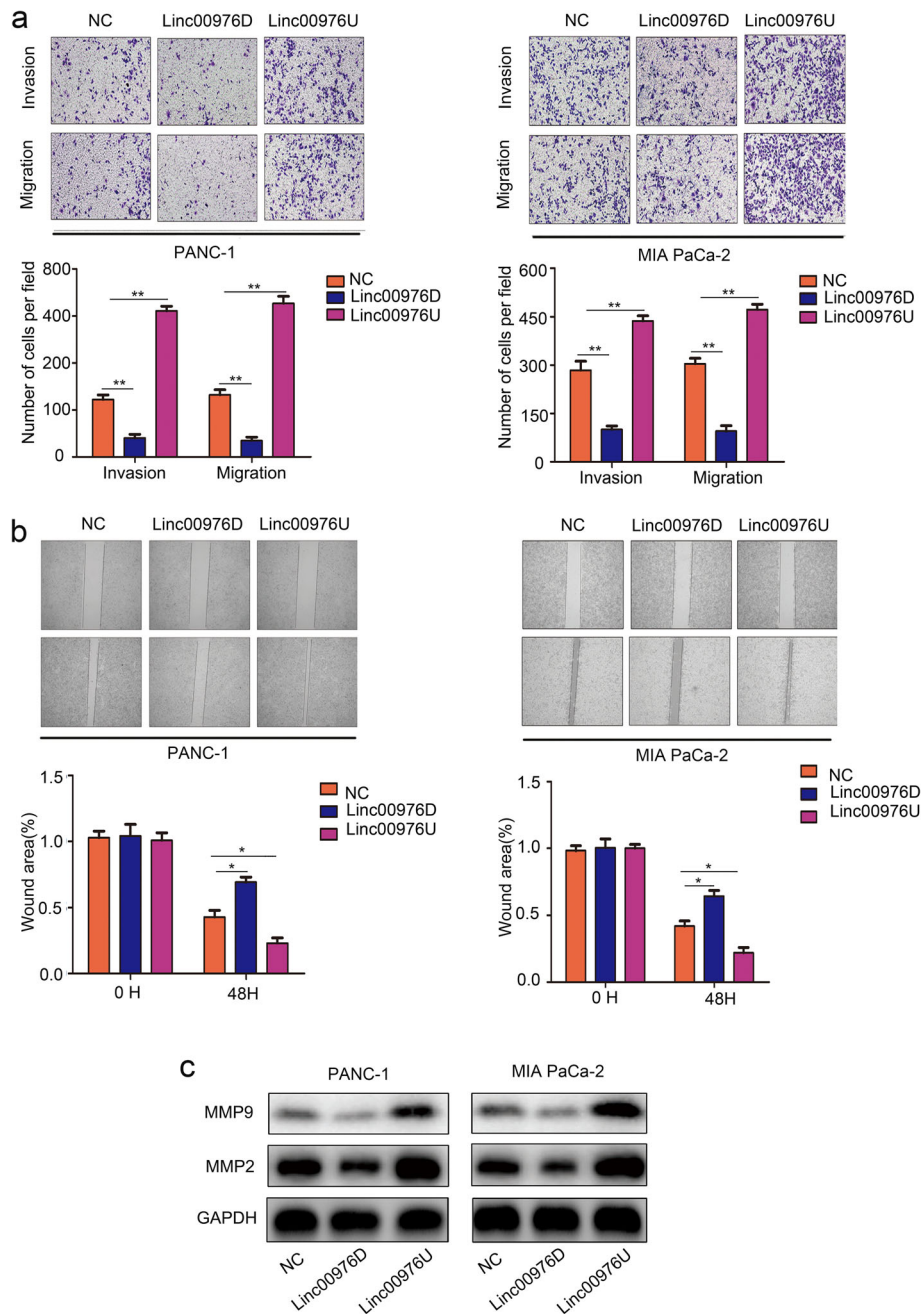 a
NC Linc00976D Linc00976U
Invasion
Migration
PANC-1
NC Linc00976D Linc00976U
Invasion
Migration
MIA PaCa-2
Number of cells per field
800
400
200
100
0
** ** ** **
Invasion Migration
NC
Linc00976D
Linc00976U
Number of cells per field
600
450
300
150
0
** ** ** **
Invasion Migration
NC
Linc00976D
Linc00976U
b
NC Linc00976D Linc00976U
PANC-1
NC Linc00976D Linc00976U
MIA PaCa-2
Wound area(%)
1.5
1.0
0.5
0.0
* *
0 H 48H
NC
Linc00976D
Linc00976U
Wound area(%)
1.5
1.0
0.5
0.0
* *
0 H 48H
NC
Linc00976D
Linc00976U
c
PANC-1 MIA PaCa-2
MMP9
MMP2
GAPDH
NC Linc00976D Linc00976U NC Linc00976D Linc00976U